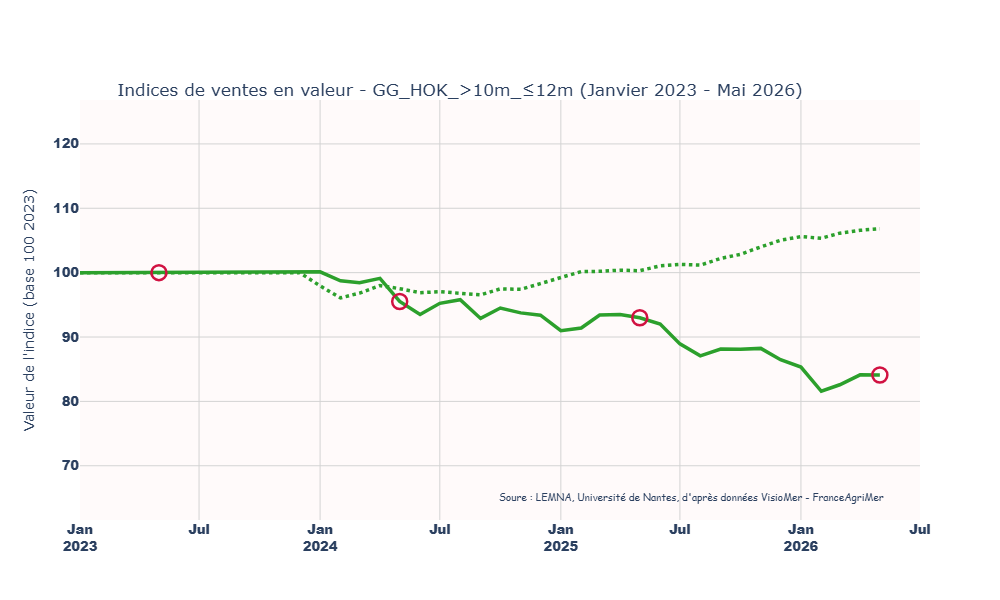 Indices de ventes en valeur - GG_HOK_>10m_≤12m (Janvier 2023 - Mai 2026)
Valeur de l'indice (base 100 2023)
120
110
100
90
80
70
Soure : LEMNA, Université de Nantes, d'après données VisioMer - FranceAgriMer
Jan Jul Jan Jul Jan Jul Jan Jul
2023 2024 2025 2026